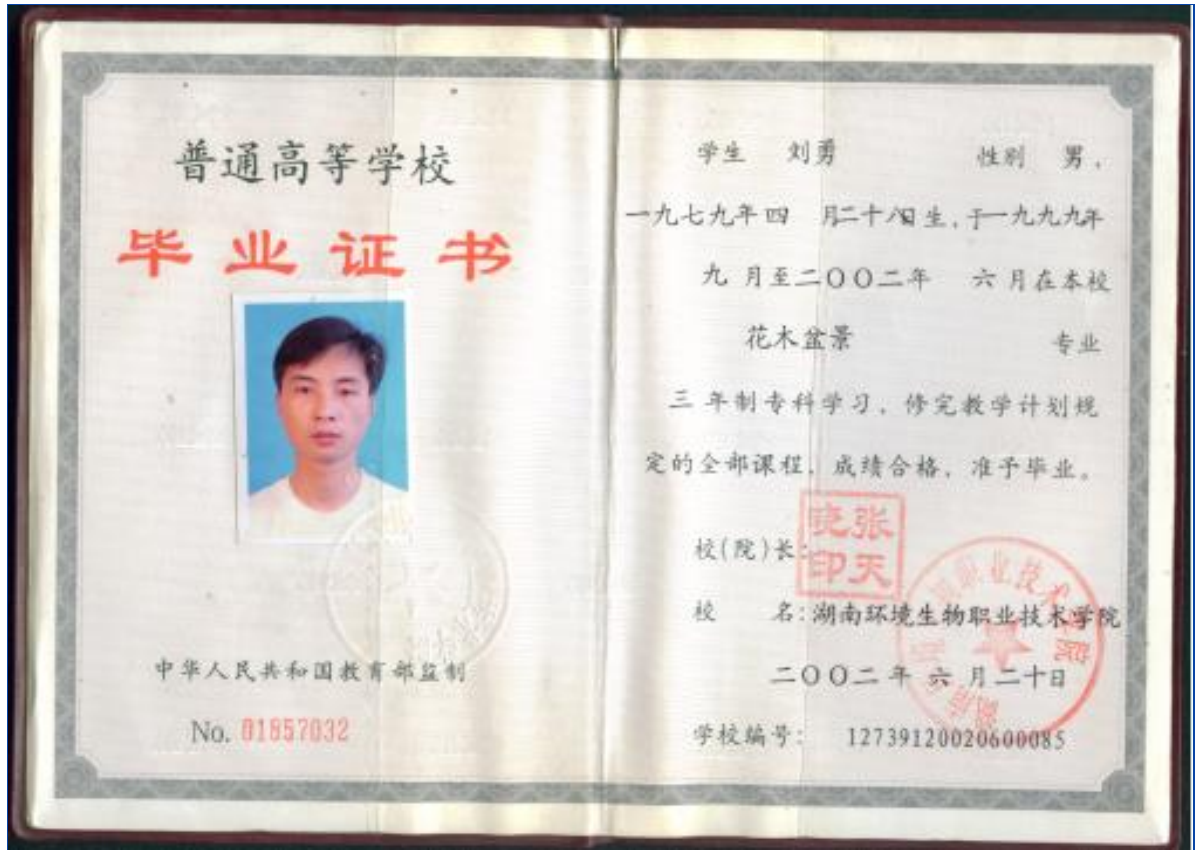 普通高等学校
毕业证书
中华人民共和国教育部监制
No. 01857032
学生 刘勇 性别 男,
一九七九年四 月二十八日生,于一九九九年
九 月至二〇〇二年 六 月在本校
花木盆景 专业
三 年制专科学习,修完教学计划规
定的全部课程,成绩合格,准予毕业。
校(院)长:
张天
晓印
校 名:湖南环境生物职业技术学院
二〇〇二年 六 月二十日
学校编号: 12739120020600085